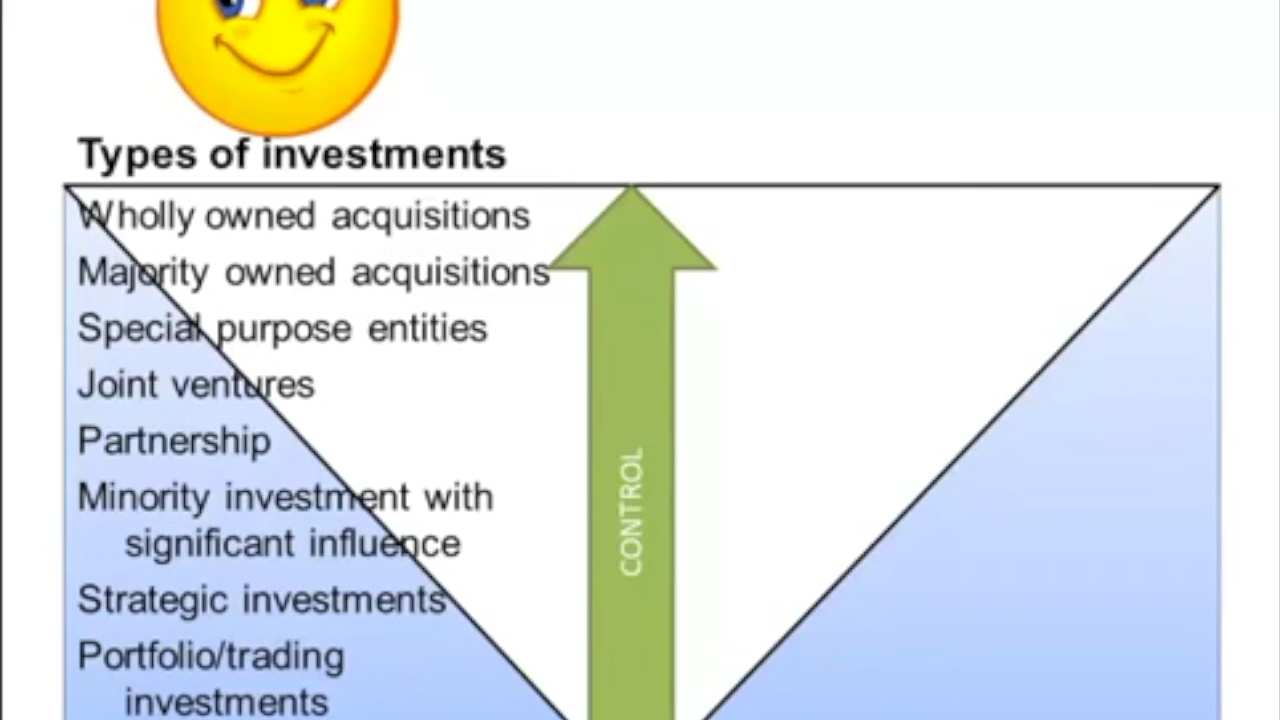 Types of investments
Wholly owned acquisitions
Majority owned acquisitions
Special purpose entities
Joint ventures
Partnership
Minority investment with
significant influence
Strategic investments
Portfolio/trading
investments
CONTROL